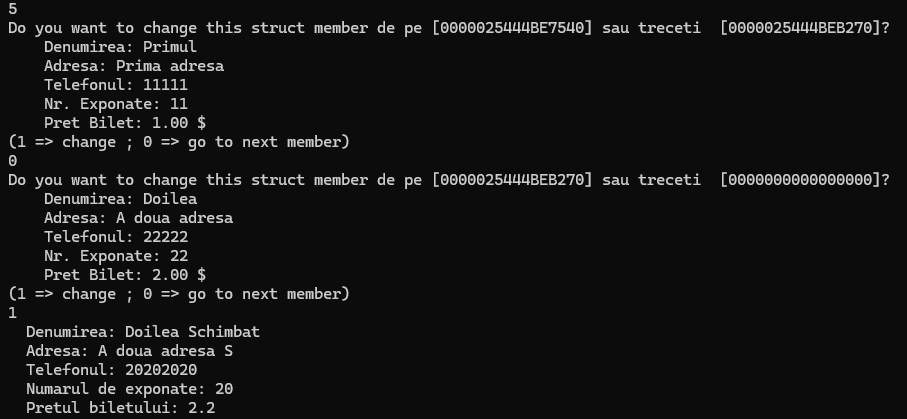 5
Do you want to change this struct member de pe [0000025444BE7540] sau treceti  [0000025444BEB270]?
    Denumirea: Primul
    Adresa: Prima adresa
    Telefonul: 11111
    Nr. Exponate: 11
    Pret Bilet: 1.00 $
(1 => change ; 0 => go to next member)
0
Do you want to change this struct member de pe [0000025444BEB270] sau treceti  [0000000000000000]?
    Denumirea: Doilea
    Adresa: A doua adresa
    Telefonul: 22222
    Nr. Exponate: 22
    Pret Bilet: 2.00 $
(1 => change ; 0 => go to next member)
1
  Denumirea: Doilea Schimbat
  Adresa: A doua adresa S
  Telefonul: 20202020
  Numarul de exponate: 20
  Pretul biletului: 2.2